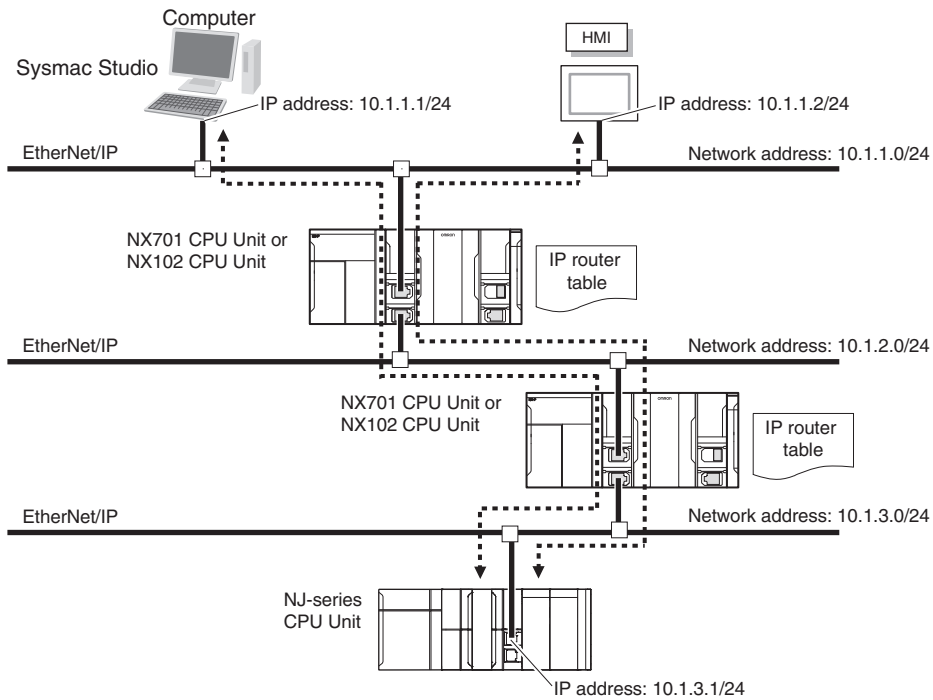 Computer
Sysmac Studio
HMI
IP address: 10.1.1.1/24
IP address: 10.1.1.2/24
EtherNet/IP
Network address: 10.1.1.0/24
NX701 CPU Unit or
NX102 CPU Unit
IP router
table
EtherNet/IP
Network address: 10.1.2.0/24
NX701 CPU Unit or
NX102 CPU Unit
IP router
table
EtherNet/IP
Network address: 10.1.3.0/24
NJ-series
CPU Unit
IP address: 10.1.3.1/24